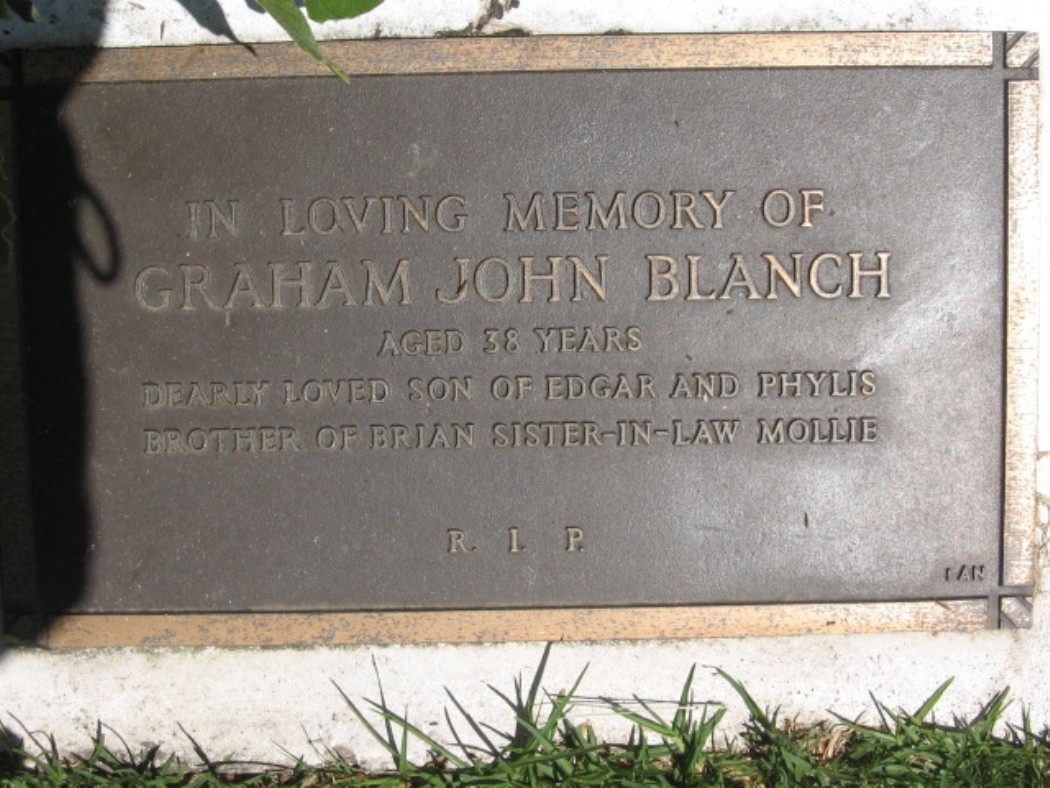 IN LOVING MEMORY OF
GRAHAM JOHN BLANCH
AGED 38 YEARS
DEARLY LOVED SON OF EDGAR AND PHYLIS
BROTHER OF BRIAN SISTER-IN-LAW MOLLIE
R. I. P.